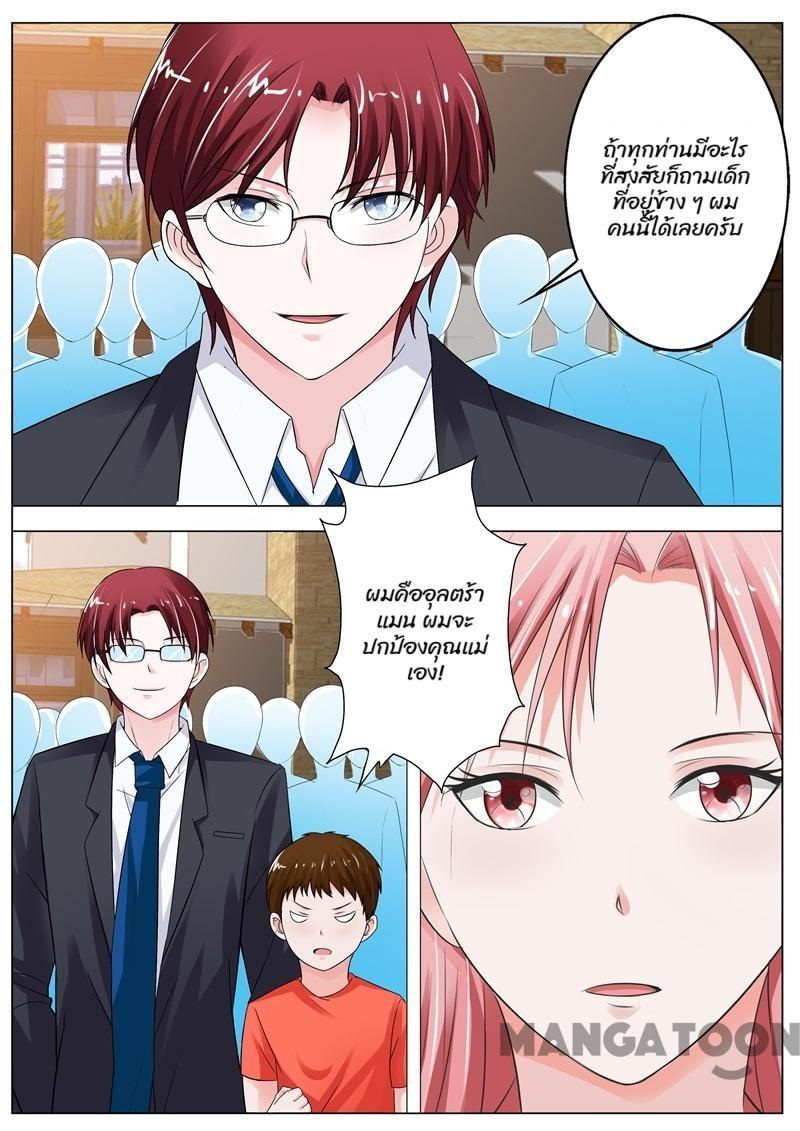 ถ้าทุกท่านมีอะไร
ที่สงสัยก็ถามเด็ก
ที่อยู่ข้าง ๆ ผม
คนนี้ได้เลยครับ
ผมคืออุลตร้า
แมน ผมจะ
ปกป้องคุณแม่
เอง!
MANGATOON